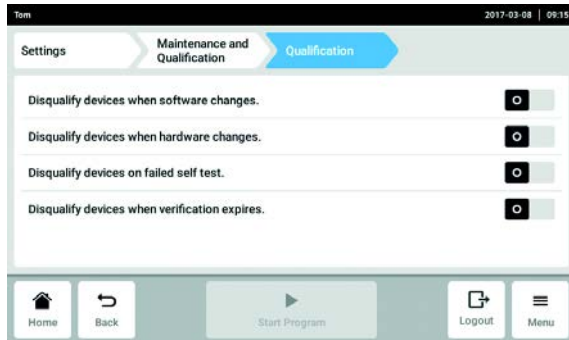 Tom 2017-03-08 | 09:15
Settings
Maintenance and
Qualification
Qualification
Disqualify devices when software changes.
Disqualify devices when hardware changes.
Disqualify devices on failed self test.
Disqualify devices when verification expires.
Home
Back
Start Program
Logout
Menu